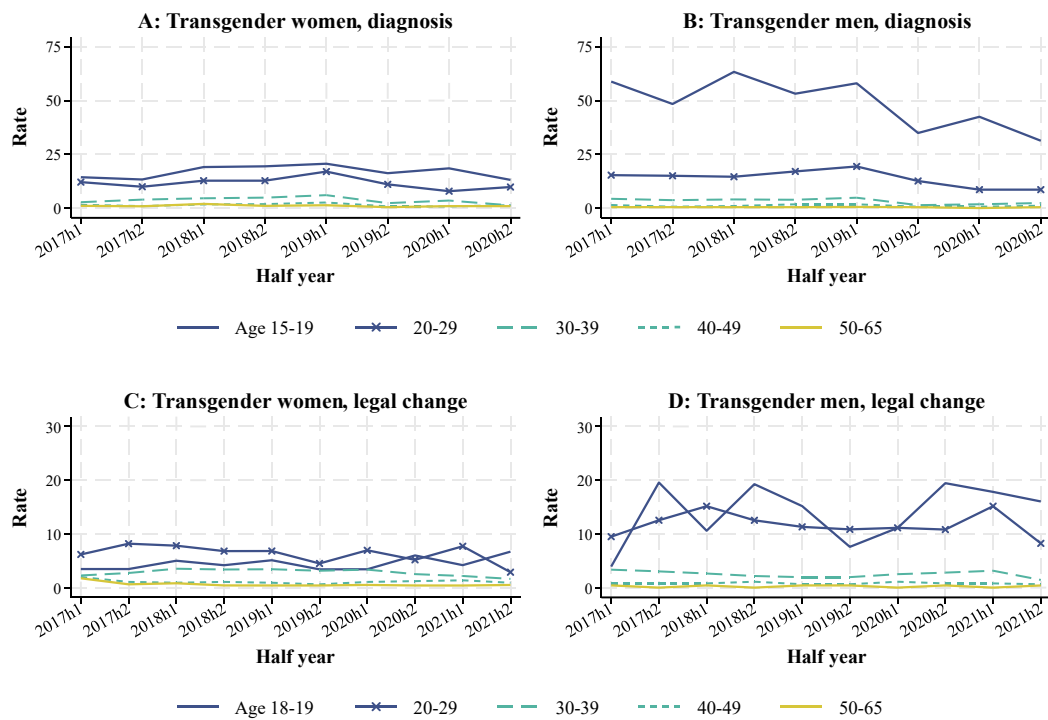 A: Transgender women, diagnosis
B: Transgender men, diagnosis
75
50
25
0
Rate
2017h1 2017h2 2018h1 2018h2 2019h1 2019h2 2020h1 2020h2
Half year
75
50
25
0
Rate
2017h1 2017h2 2018h1 2018h2 2019h1 2019h2 2020h1 2020h2
Half year
Age 15-19 20-29 30-39 40-49 50-65
C: Transgender women, legal change
D: Transgender men, legal change
30
20
10
0
Rate
2017h1 2017h2 2018h1 2018h2 2019h1 2019h2 2020h1 2020h2 2021h1 2021h2
Half year
30
20
10
0
Rate
2017h1 2017h2 2018h1 2018h2 2019h1 2019h2 2020h1 2020h2 2021h1 2021h2
Half year
Age 18-19 20-29 30-39 40-49 50-65